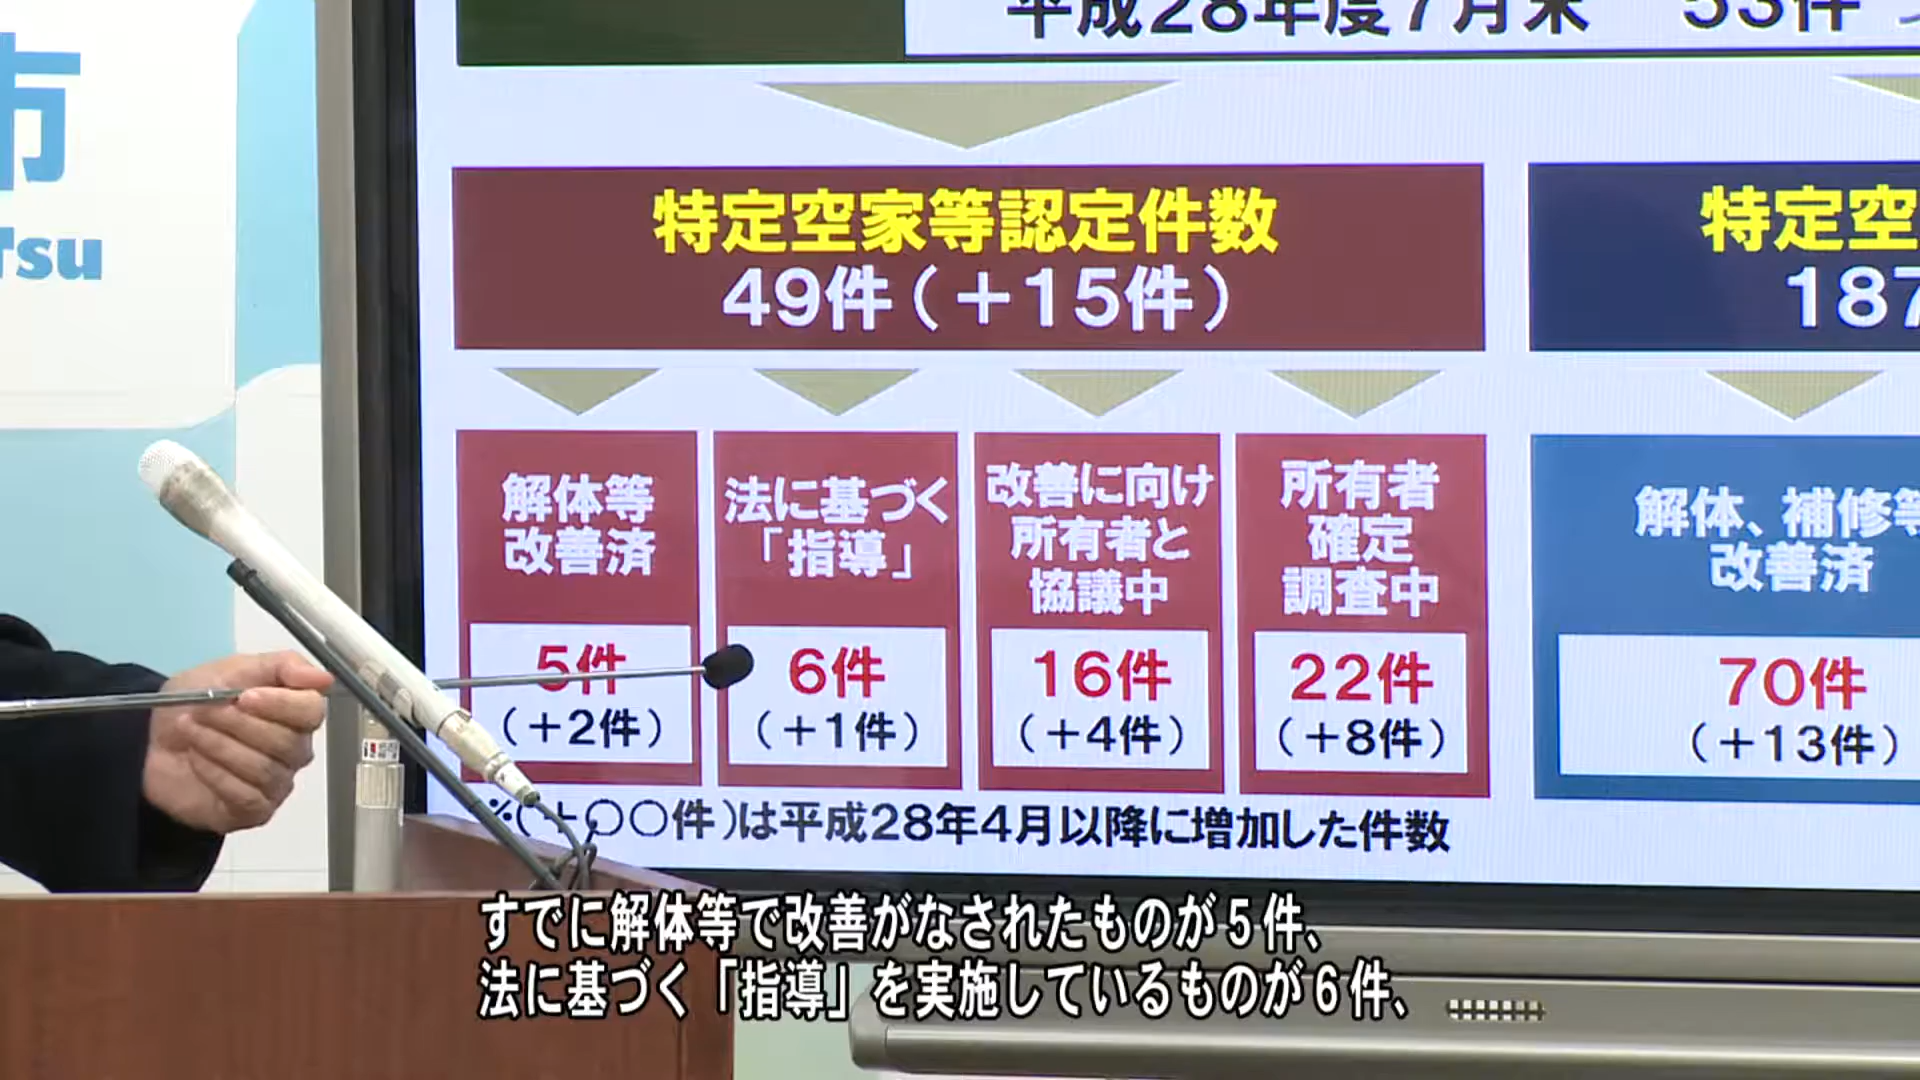 市
Tsu
平成28年度7月末 53件
特定空家等認定件数
49件(+15件)
特定空
187
解体等
改善済
5件
(+2件)
法に基づく
「指導」
6件
(+1件)
改善に向け
所有者と
協議中
16件
(+4件)
所有者
確定
調査中
22件
(+8件)
解体、補修等
改善済
70件
(+13件)
※(+○○件)は平成28年4月以降に増加した件数
すでに解体等で改善がなされたものが5件、
法に基づく「指導」を実施しているものが6件、